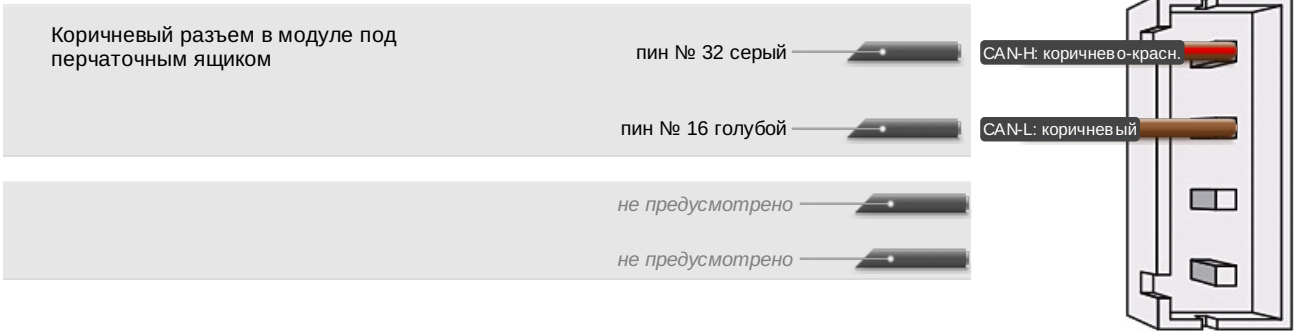 Коричневый разъем в модуле под
перчаточным ящиком
пин № 32 серый
CAN-H: коричнево-красн.
пин № 16 голубой
CAN-L: коричневый
не предусмотрено
не предусмотрено